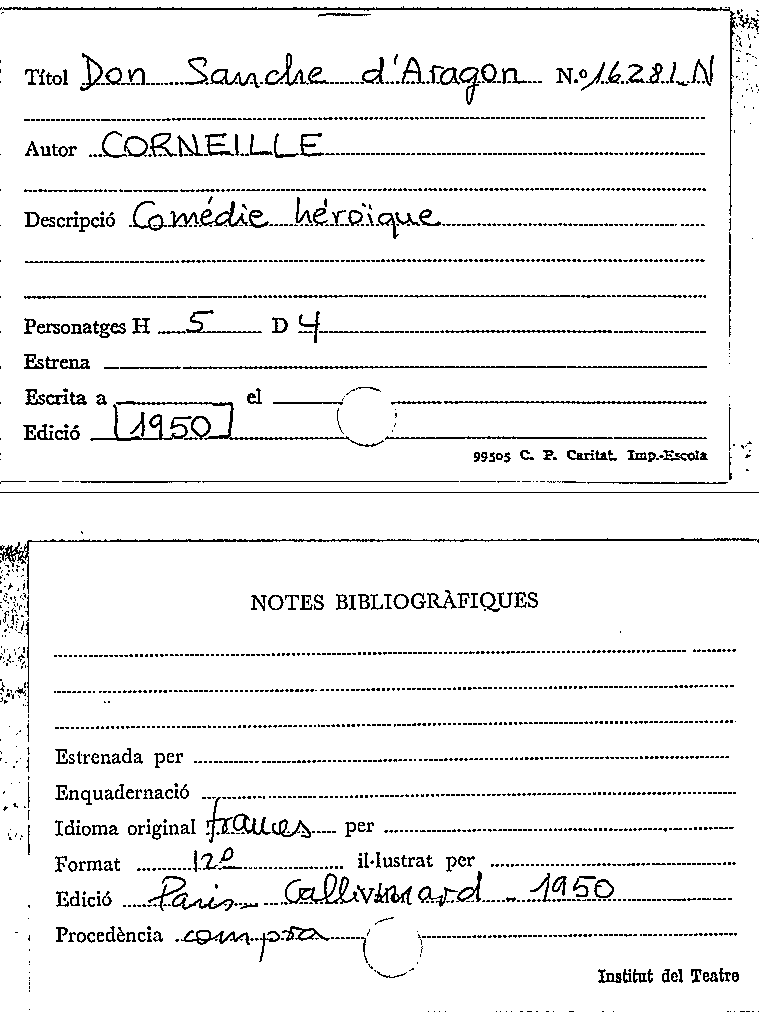 Títol Don Sanche d'Aragon N.º 16281-N
Autor CORNEILLE
Descripció Comédie héroïque
Personatges H 5 D 4
Estrena
Escrita a el
Edició 1950
99505 C. P. Caritat. Imp.-Escola
NOTES BIBLIOGRÀFIQUES
Estrenada per
Enquadernació
Idioma original frances per
Format 12º il·lustrat per
Edició Paris - Gallimard - 1950
Procedència compra
Institut del Teatre